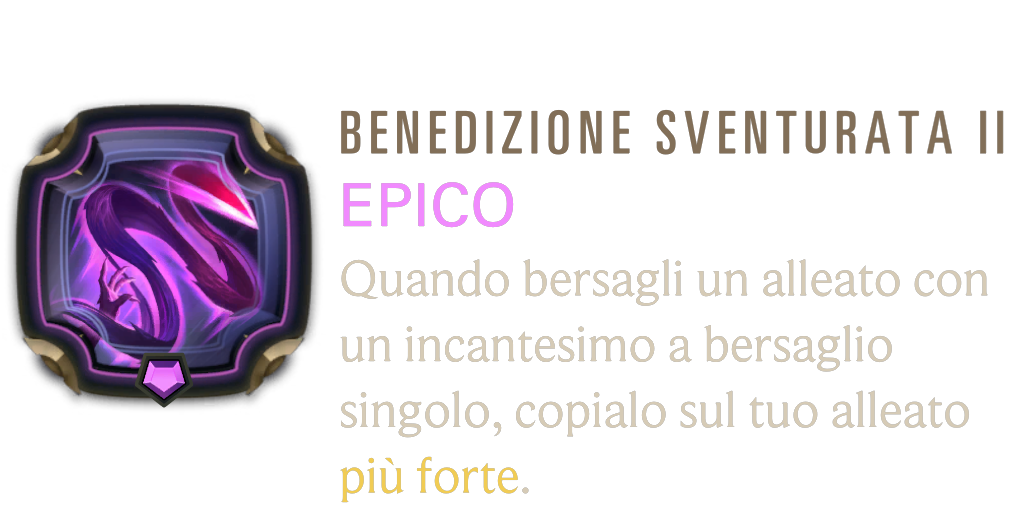 BENEDIZIONE SVENTURATA II
EPICO
Quando bersagli un alleato con
un incantesimo a bersaglio
singolo, copialo sul tuo alleato
più forte.